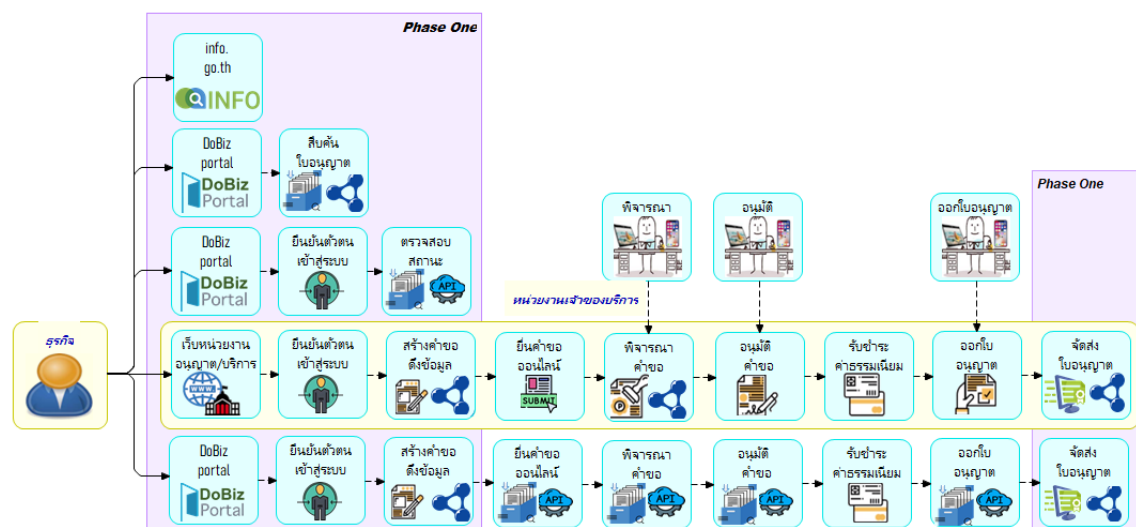 Phase One
info.
go.th
INFO
DoBiz
portal
DoBiz
Portal
สืบค้น
ใบอนุญาต
Phase One
พิจารณา
อนุมัติ
ออกใบอนุญาต
DoBiz
portal
DoBiz
Portal
ยืนยันตัวตน
เข้าสู่ระบบ
ตรวจสอบ
สถานะ
API
หน่วยงานเจ้าของบริการ
ธุรกิจ
เว็บหน่วยงาน
อนุญาต/บริการ
WWW
ยืนยันตัวตน
เข้าสู่ระบบ
สร้างคำขอ
ดึงข้อมูล
ยื่นคำขอ
ออนไลน์
SUBMIT
พิจารณา
คำขอ
P
อนุมัติ
คำขอ
รับชำระ
ค่าธรรมเนียม
ออกใบ
อนุญาต
จัดส่ง
ใบอนุญาต
DoBiz
portal
DoBiz
Portal
ยืนยันตัวตน
เข้าสู่ระบบ
สร้างคำขอ
ดึงข้อมูล
ยื่นคำขอ
ออนไลน์
API
พิจารณา
คำขอ
API
อนุมัติ
คำขอ
API
รับชำระ
ค่าธรรมเนียม
ออกใบ
อนุญาต
API
จัดส่ง
ใบอนุญาต